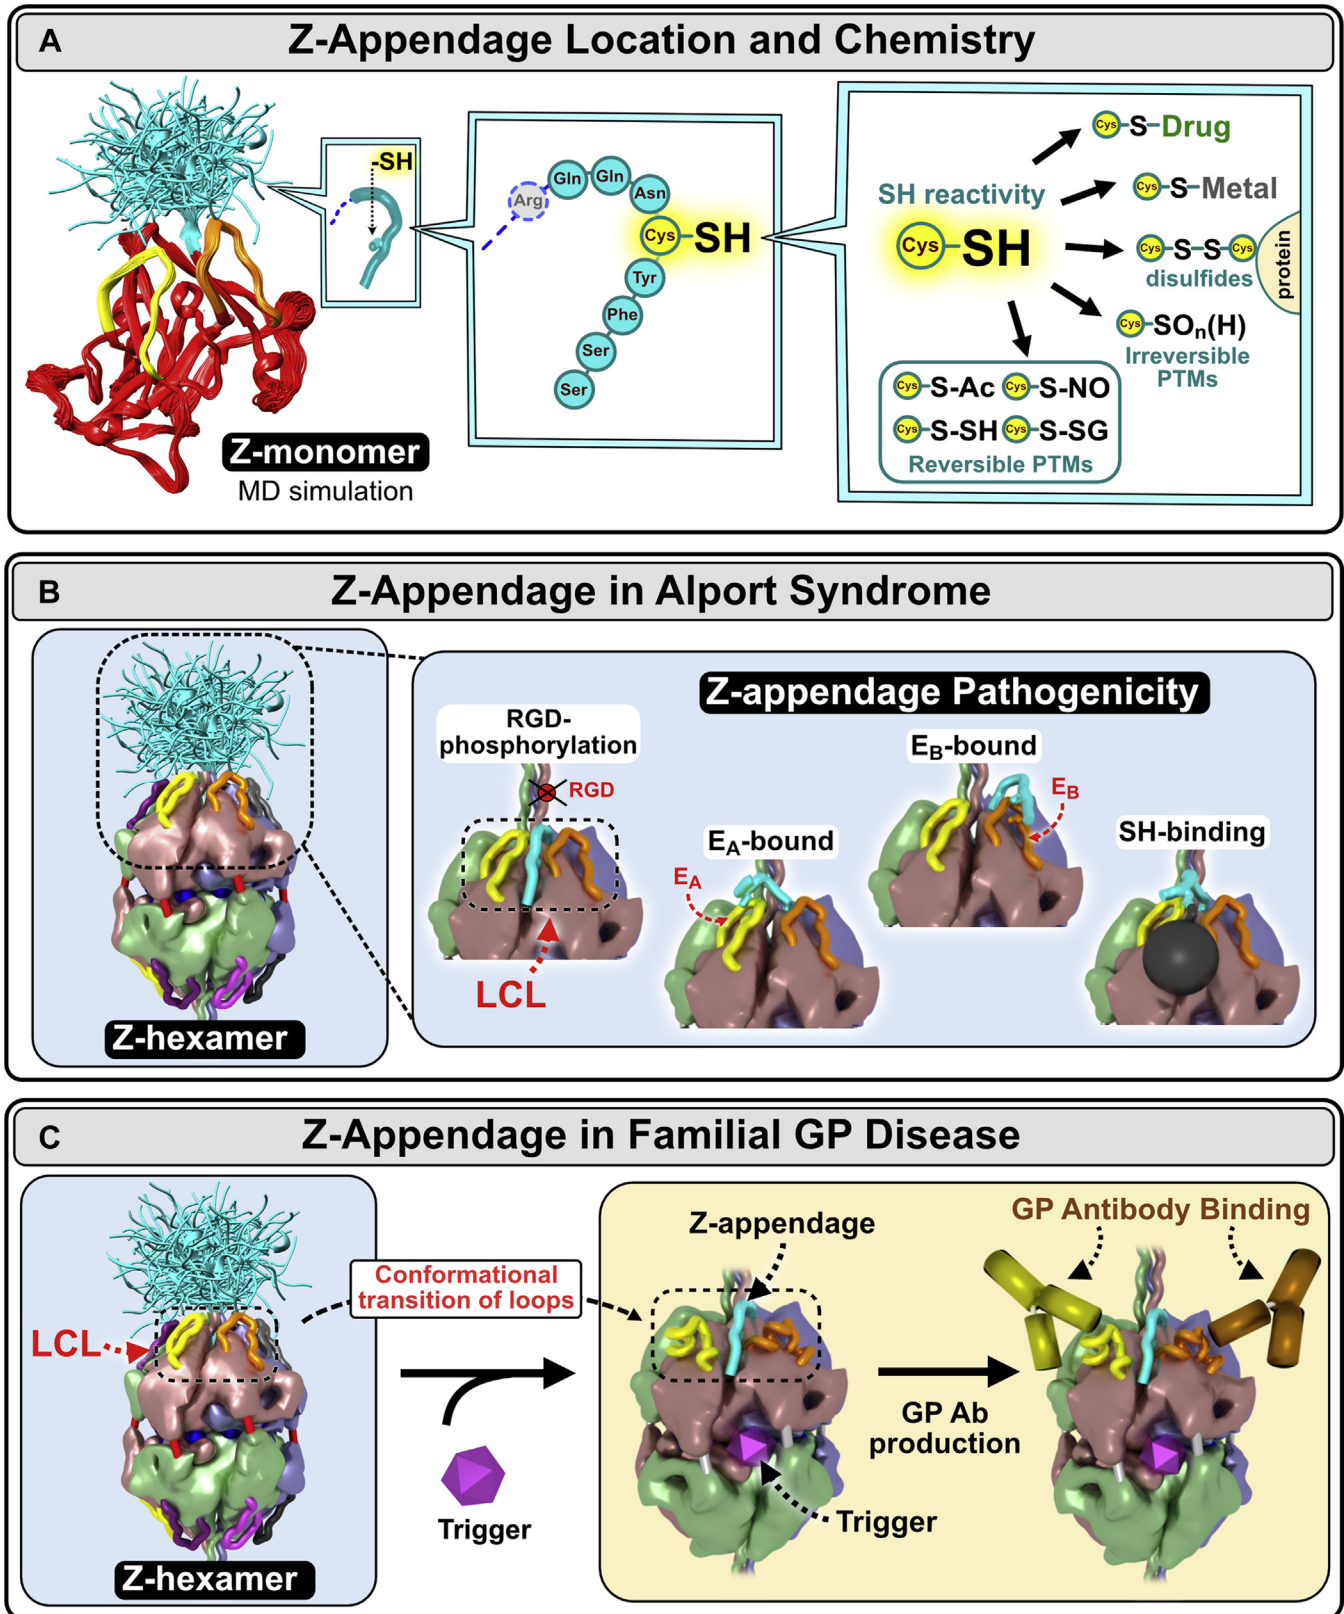 A
Z-Appendage Location and Chemistry
-SH
Arg
Gln
Gln
Asn
Cys
SH
Tyr
Phe
Ser
Ser
SH reactivity
Cys SH
Cys S Drug
Cys S Metal
Cys S S Cys
disulfides
protein
Cys SOn(H)
Irreversible
PTMs
Cys S-Ac Cys S-NO
Cys S-SH Cys S-SG
Reversible PTMs
Z-monomer
MD simulation
B
Z-Appendage in Alport Syndrome
Z-appendage Pathogenicity
RGD-
phosphorylation
RGD
LCL
EA-bound
EA
EB-bound
EB
SH-binding
Z-hexamer
C
Z-Appendage in Familial GP Disease
LCL
Conformational
transition of loops
Trigger
Z-hexamer
Z-appendage
Trigger
GP Ab
production
GP Antibody Binding